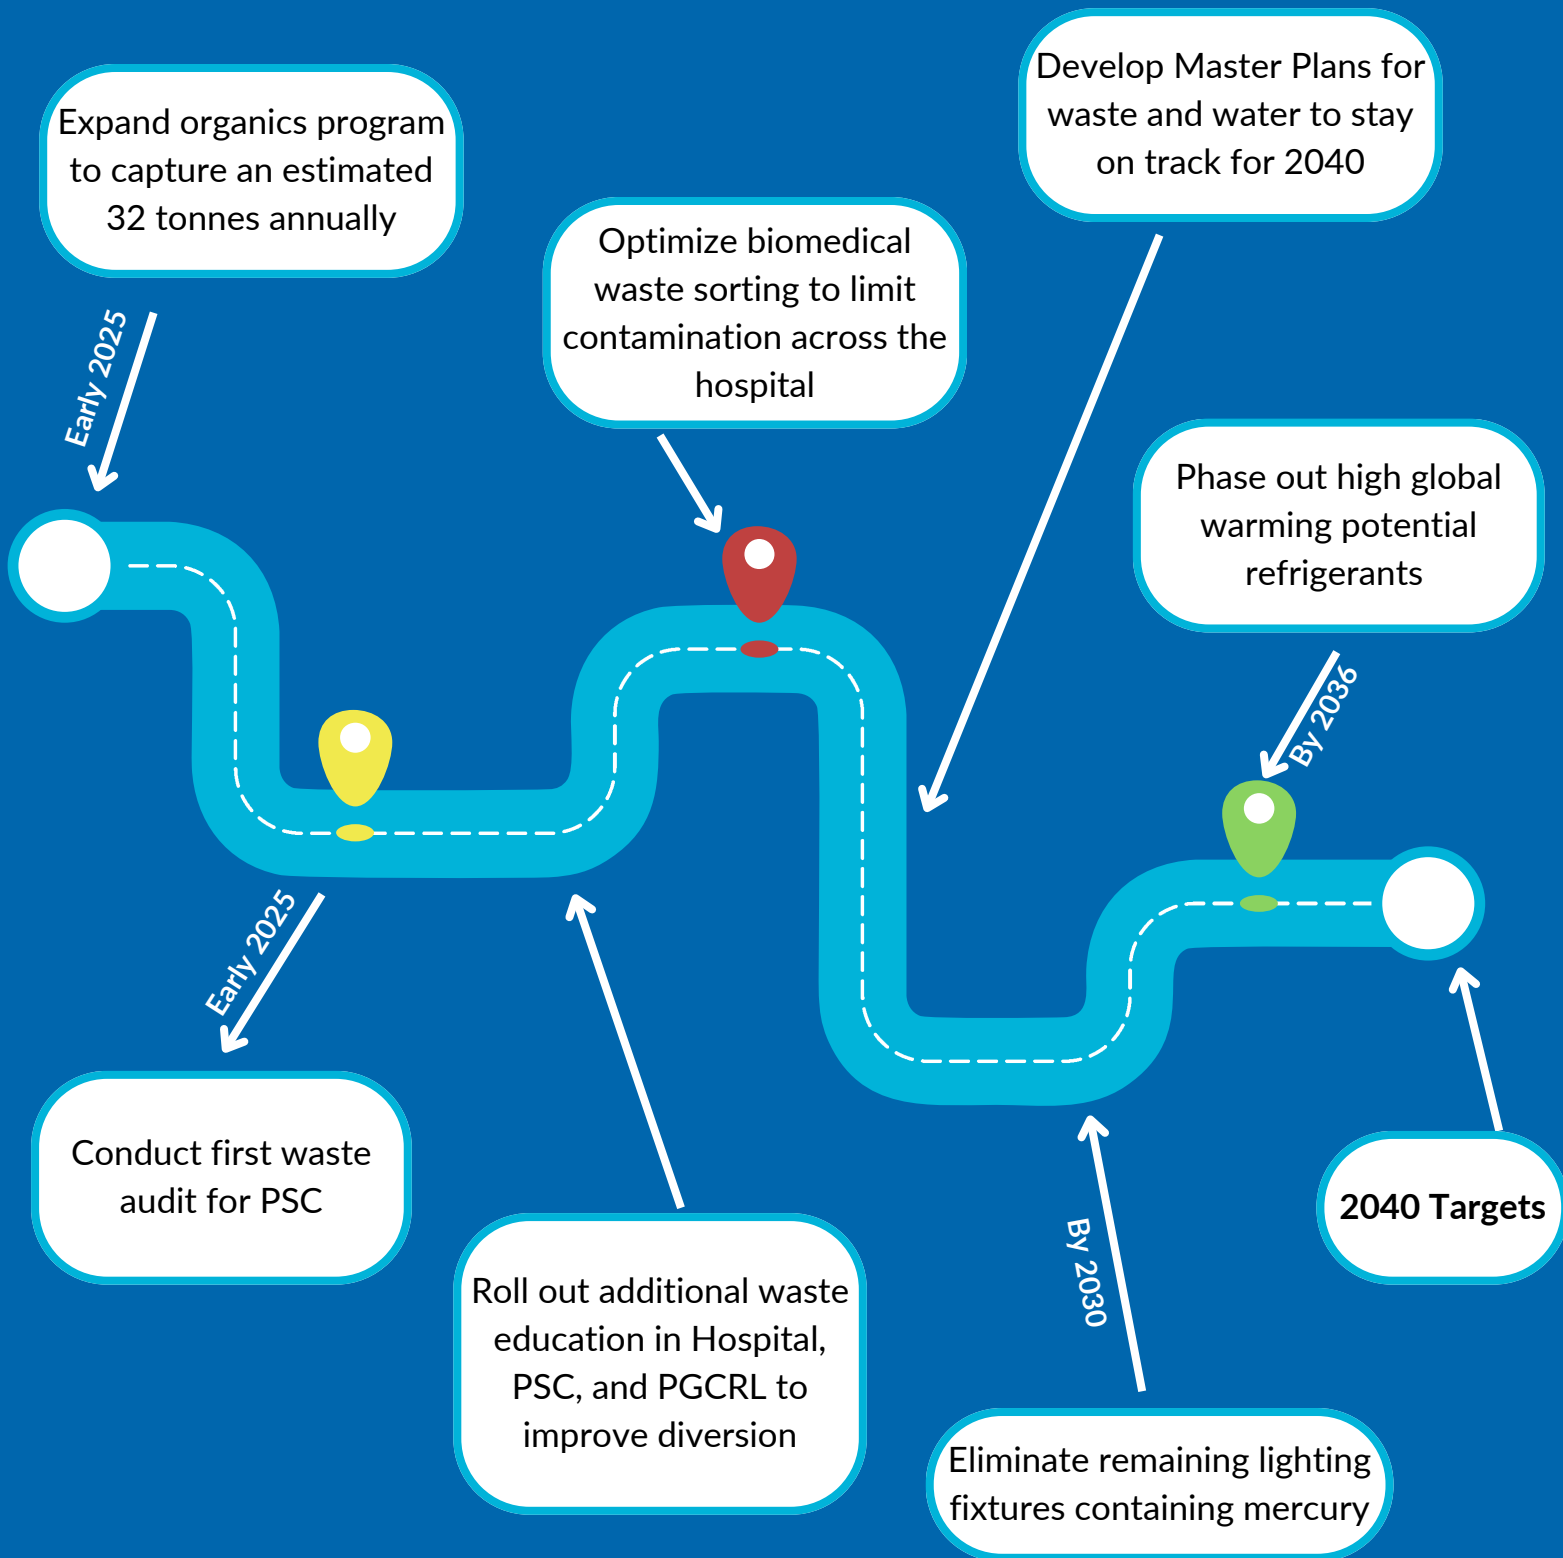 Expand organics program
to capture an estimated
32 tonnes annually
Early 2025
Conduct first waste
audit for PSC
Early 2025
Roll out additional waste
education in Hospital,
PSC, and PGCRL to
improve diversion
Optimize biomedical
waste sorting to limit
contamination across the
hospital
Develop Master Plans for
waste and water to stay
on track for 2040
Eliminate remaining lighting
fixtures containing mercury
By 2030
Phase out high global
warming potential
refrigerants
By 2036
2040 Targets